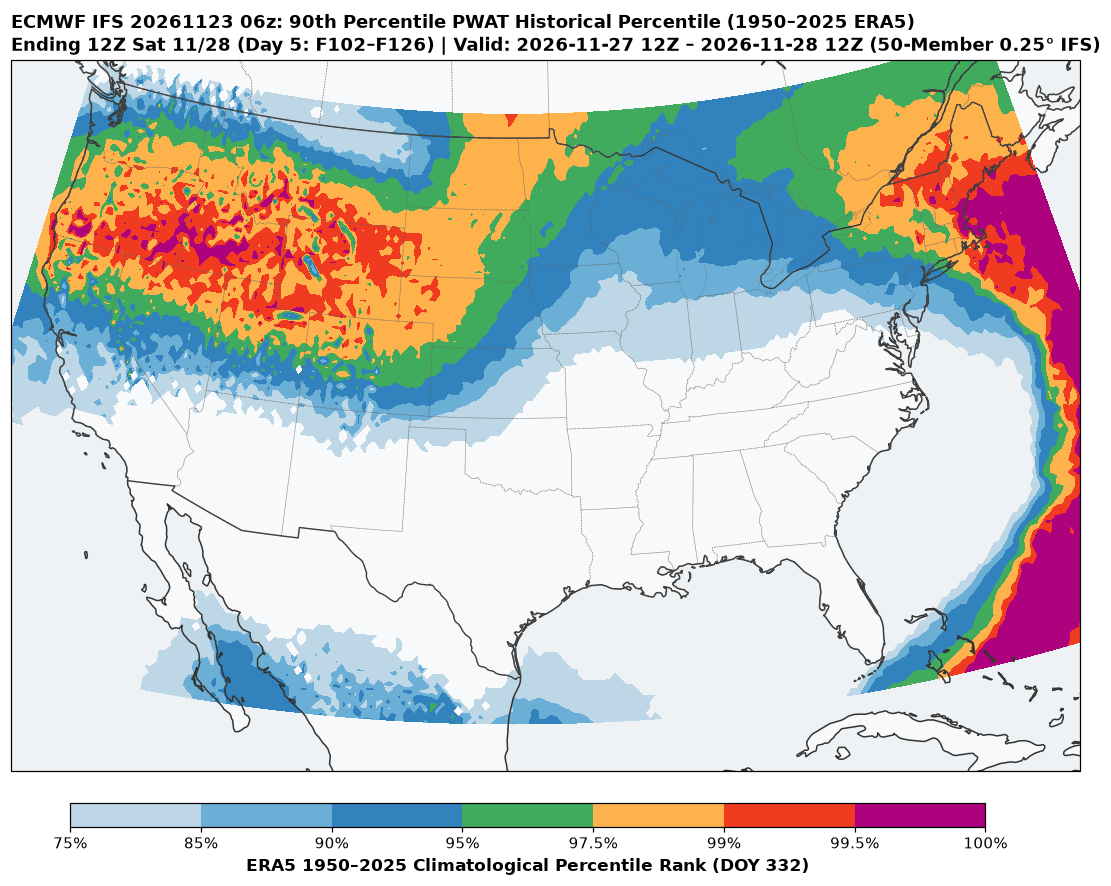 ECMWF IFS 20261123 06z: 90th Percentile PWAT Historical Percentile (1950–2025 ERA5)
Ending 12Z Sat 11/28 (Day 5: F102–F126) | Valid: 2026-11-27 12Z – 2026-11-28 12Z (50-Member 0.25° IFS)
75% 85% 90% 95% 97.5% 99% 99.5% 100%
ERA5 1950–2025 Climatological Percentile Rank (DOY 332)